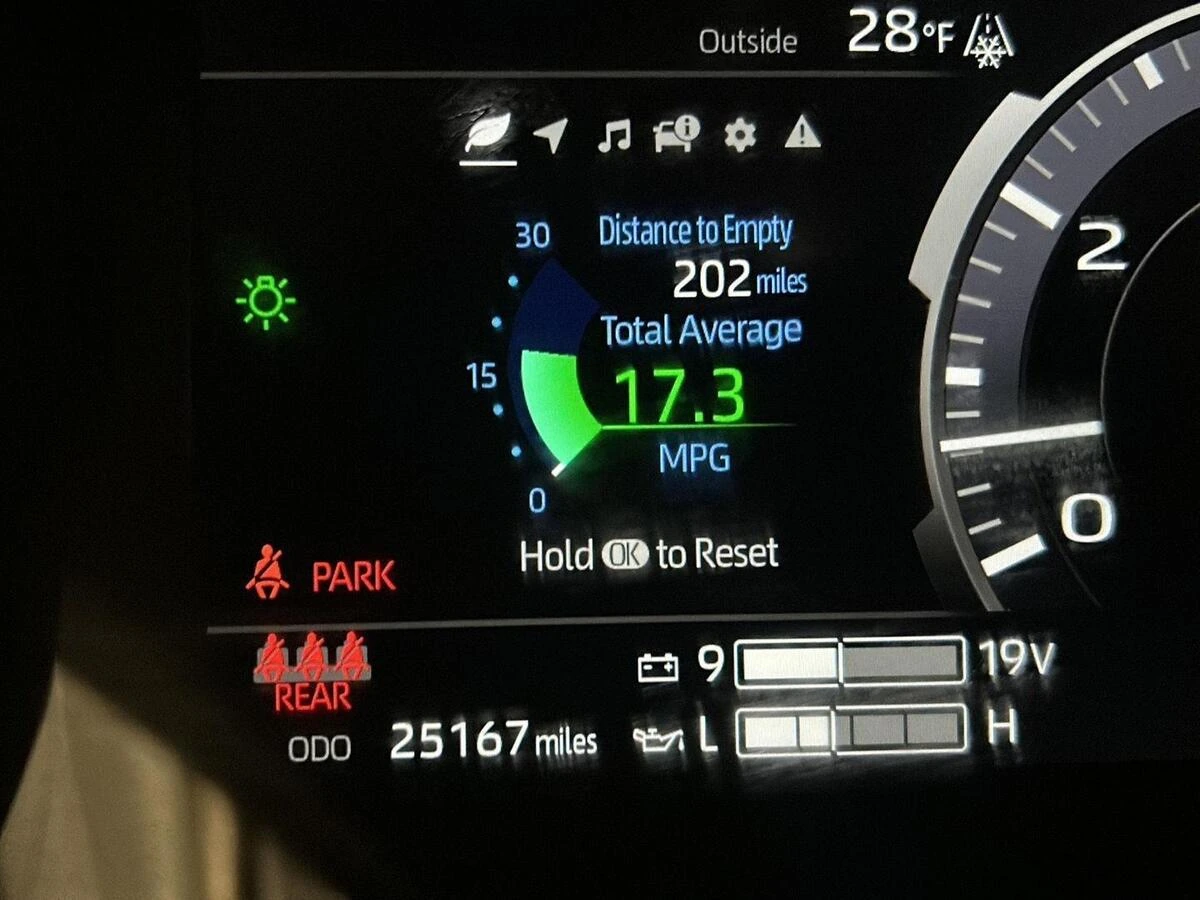 Outside 28°F
30 Distance to Empty
202 miles
Total Average
15 17.3
MPG
0
Hold OK to Reset
PARK
2
0
REAR
9 19V
ODO 25167 miles L H